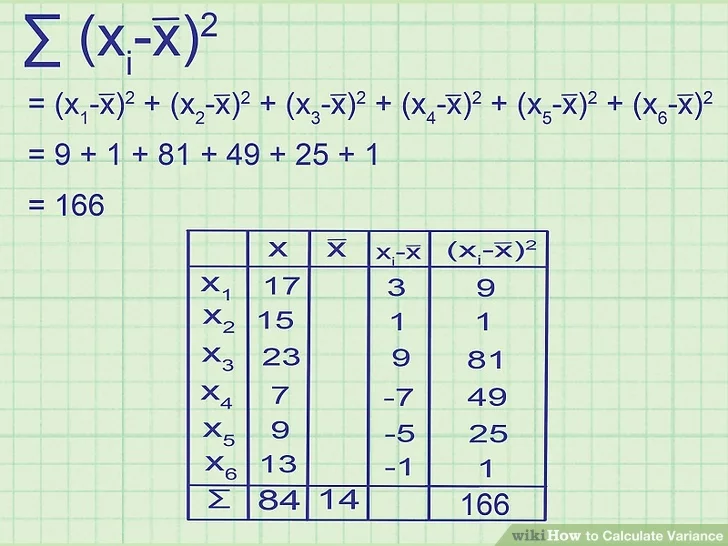 ∑ (xᵢ-x̅)²
= (x₁-x̅)² + (x₂-x̅)² + (x₃-x̅)² + (x₄-x̅)² + (x₅-x̅)² + (x₆-x̅)²
= 9 + 1 + 81 + 49 + 25 + 1
= 166
x x̅ xᵢ-x̅ (xᵢ-x̅)²
x₁ 17 3 9
x₂ 15 1 1
x₃ 23 9 81
x₄ 7 -7 49
x₅ 9 -5 25
x₆ 13 -1 1
Σ 84 14 166
wikiHow to Calculate Variance